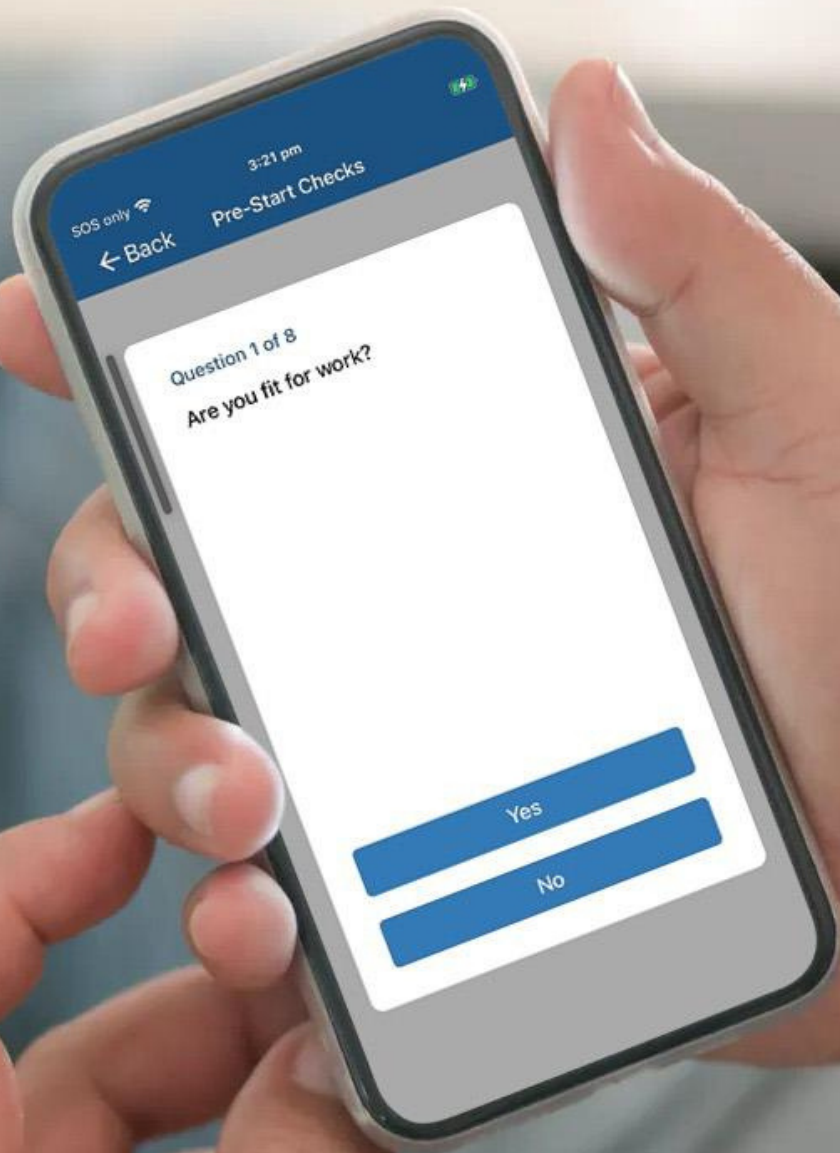 3:21 pm
SOS only
← Back
Pre-Start Checks
Question 1 of 8
Are you fit for work?
Yes
No